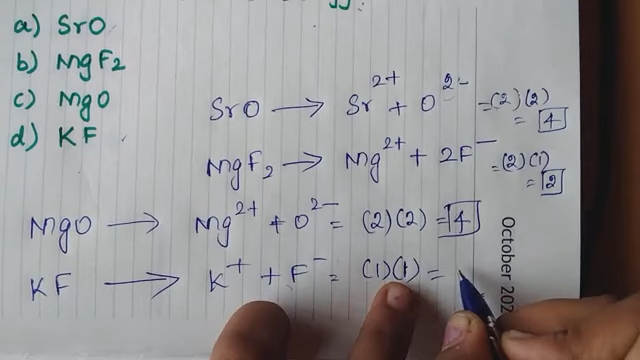 a) SrO
b) MgF2
c) MgO
d) KF
SrO → Sr²⁺ + O²⁻ = (2)(2)
= 4
MgF2 → Mg²⁺ + 2F⁻ = (2)(1)
= 2
MgO → Mg²⁺ + O²⁻ = (2)(2) = 4
KF → K⁺ + F⁻ = (1)(1) =
October 202